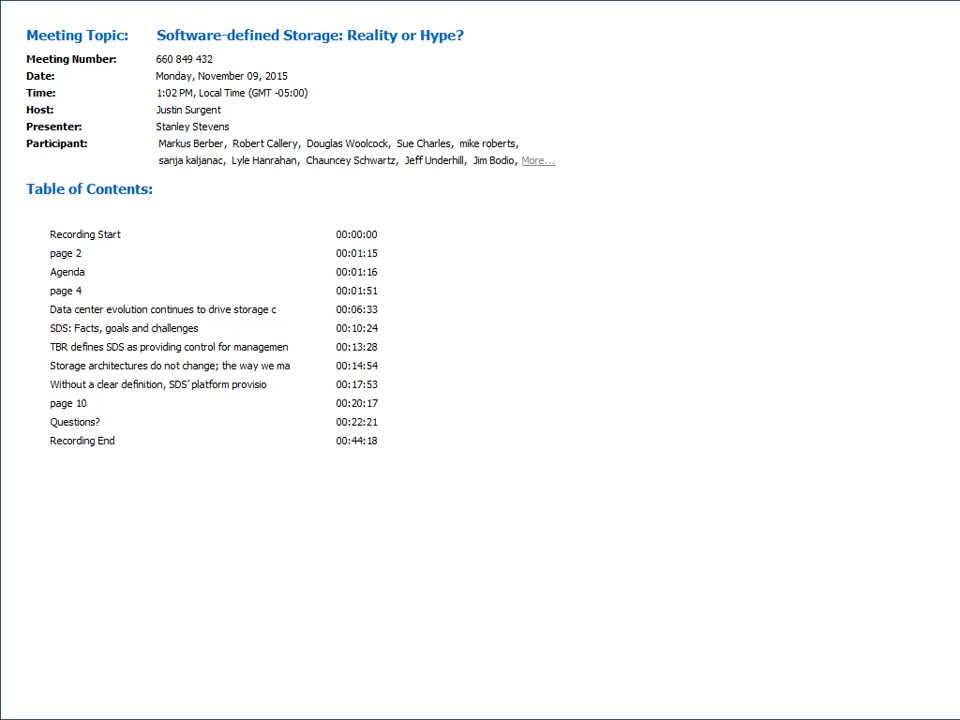 Meeting Topic: Software-defined Storage: Reality or Hype?
Meeting Number: 660 849 432
Date: Monday, November 09, 2015
Time: 1:02 PM, Local Time (GMT -05:00)
Host: Justin Surgent
Presenter: Stanley Stevens
Participant: Markus Berber, Robert Callery, Douglas Woolcock, Sue Charles, mike roberts,
sanja kaljanac, Lyle Hanrahan, Chauncey Schwartz, Jeff Underhill, Jim Bodio, More...
Table of Contents:
Recording Start 00:00:00
page 2 00:01:15
Agenda 00:01:16
page 4 00:01:51
Data center evolution continues to drive storage c 00:06:33
SDS: Facts, goals and challenges 00:10:24
TBR defines SDS as providing control for managemen 00:13:28
Storage architectures do not change; the way we ma 00:14:54
Without a clear definition, SDS’ platform provisio 00:17:53
page 10 00:20:17
Questions? 00:22:21
Recording End 00:44:18